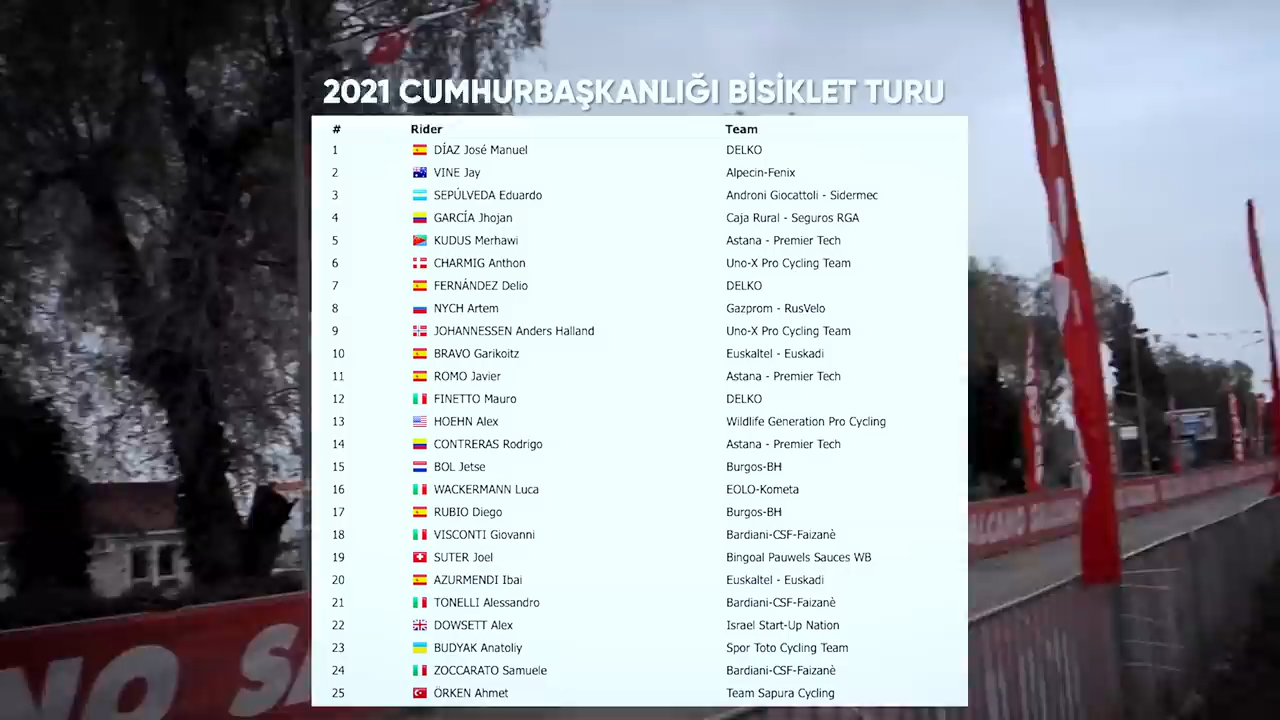 2021 CUMHURBAŞKANLIĞI BİSİKLET TURU
# Rider Team
1 DÍAZ José Manuel DELKO
2 VINE Jay Alpecin-Fenix
3 SEPÚLVEDA Eduardo Androni Giocattoli - Sidermec
4 GARCÍA Jhojan Caja Rural - Seguros RGA
5 KUDUS Merhawi Astana - Premier Tech
6 CHARMIG Anthon Uno-X Pro Cycling Team
7 FERNÁNDEZ Delio DELKO
8 NYCH Artem Gazprom - RusVelo
9 JOHANNESSEN Anders Halland Uno-X Pro Cycling Team
10 BRAVO Garikoitz Euskaltel - Euskadi
11 ROMO Javier Astana - Premier Tech
12 FINETTO Mauro DELKO
13 HOEHN Alex Wildlife Generation Pro Cycling
14 CONTRERAS Rodrigo Astana - Premier Tech
15 BOL Jetse Burgos-BH
16 WACKERMANN Luca EOLO-Kometa
17 RUBIO Diego Burgos-BH
18 VISCONTI Giovanni Bardiani-CSF-Faizanè
19 SUTER Joel Bingoal Pauwels Sauces WB
20 AZURMENDI Ibai Euskaltel - Euskadi
21 TONELLI Alessandro Bardiani-CSF-Faizanè
22 DOWSETT Alex Israel Start-Up Nation
23 BUDYAK Anatoliy Spor Toto Cycling Team
24 ZOCCARATO Samuele Bardiani-CSF-Faizanè
25 ÖRKEN Ahmet Team Sapura Cycling